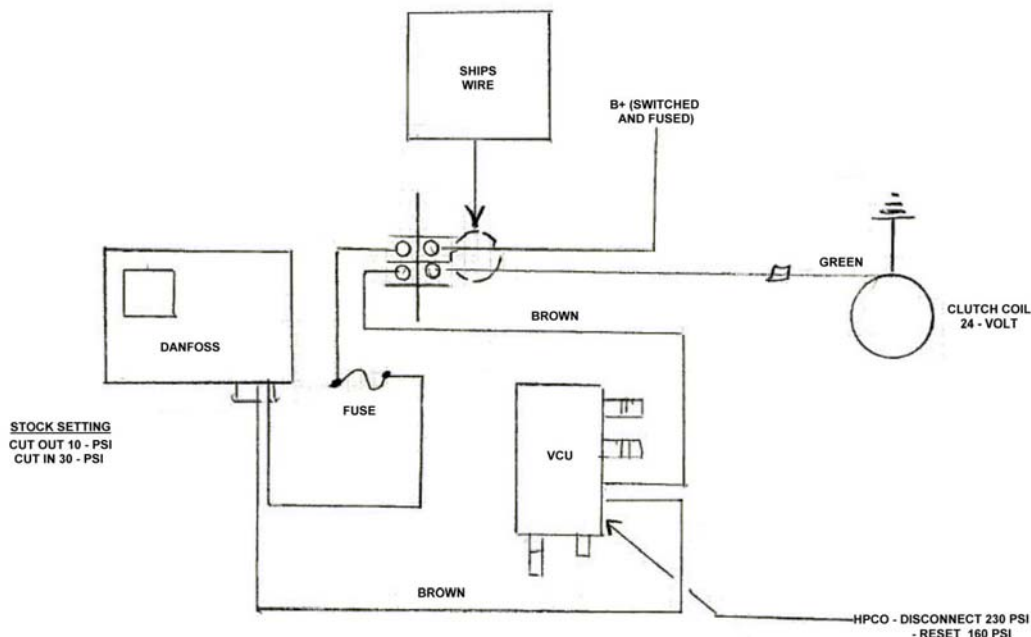 SHIPS
WIRE
B+ (SWITCHED
AND FUSED)
GREEN
CLUTCH COIL
24 - VOLT
BROWN
DANFOSS
FUSE
STOCK SETTING
CUT OUT 10 - PSI
CUT IN 30 - PSI
VCU
BROWN
HPCO - DISCONNECT 230 PSI
- RESET 160 PSI